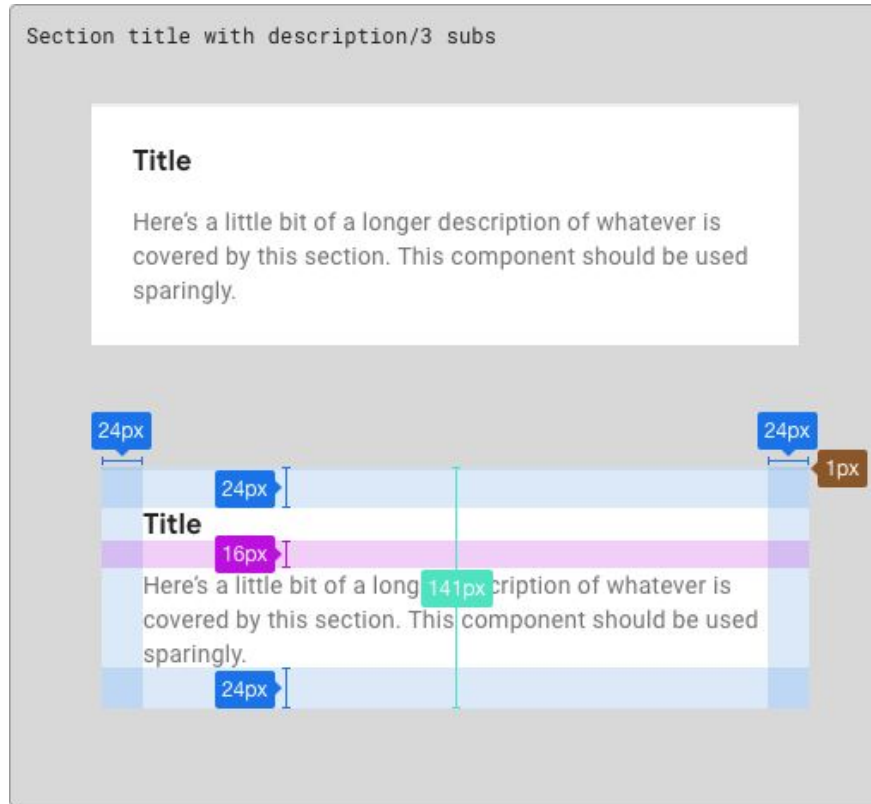 Section title with description/3 subs
Title
Here's a little bit of a longer description of whatever is
covered by this section. This component should be used
sparingly.
24px
24px
1px
24px
Title
16px
Here's a little bit of a long cription of whatever is
141px
covered by this section. This component should be used
sparingly.
24px